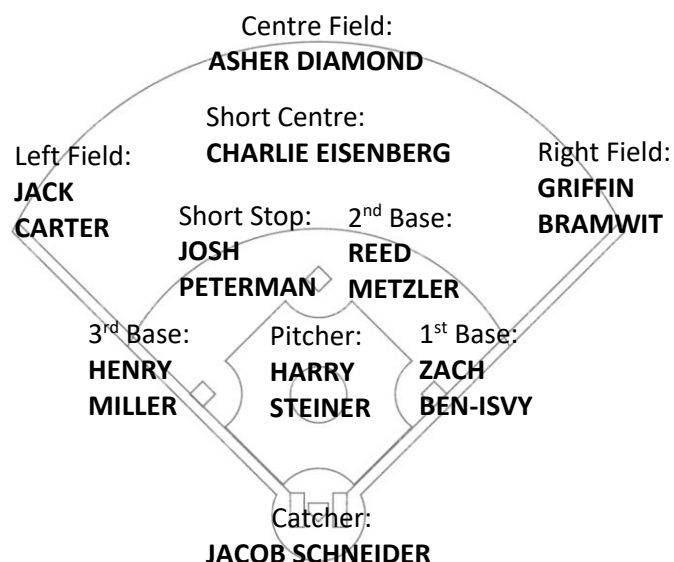 Centre Field:
ASHER DIAMOND
Short Centre:
CHARLIE EISENBERG
Left Field:
JACK
CARTER
Right Field:
GRIFFIN
BRAMWIT
Short Stop:
JOSH
PETERMAN
2nd Base:
REED
METZLER
3rd Base:
HENRY
MILLER
Pitcher:
HARRY
STEINER
1st Base:
ZACH
BEN-ISVY
Catcher:
JACOB SCHNEIDER